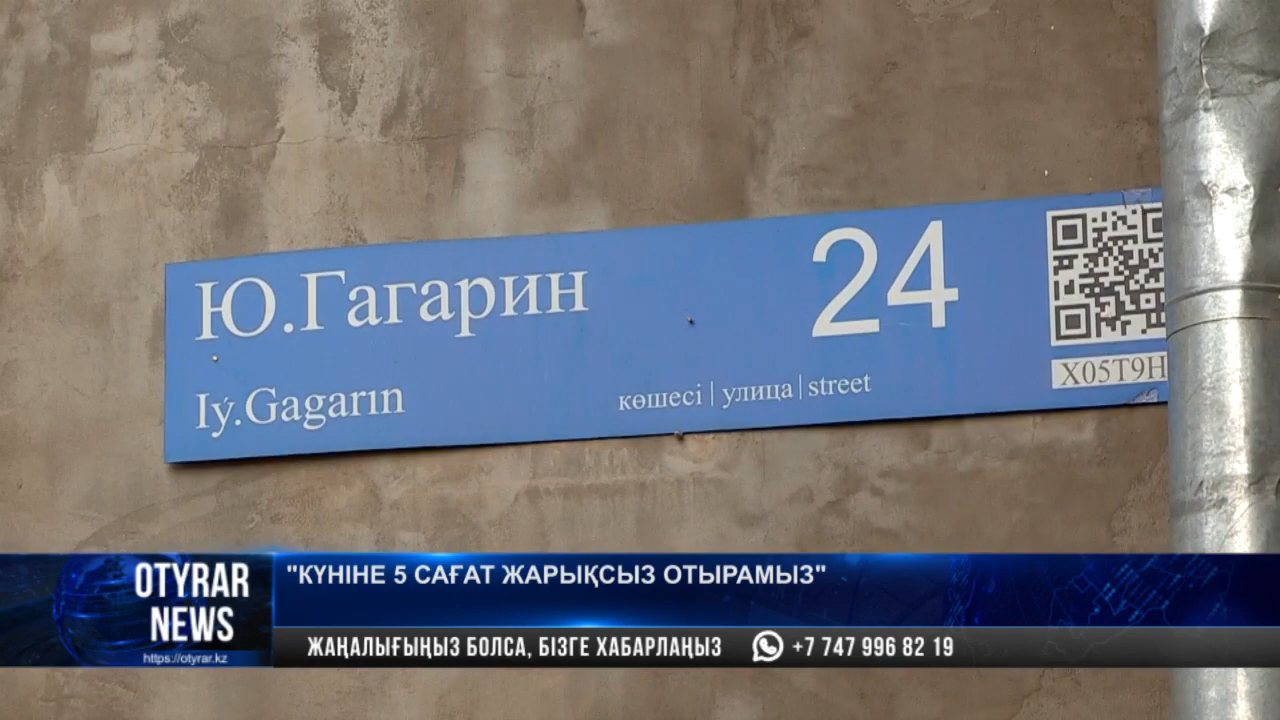 Ю.Гагарин
24
Iý.Gagarın
көшесі | улица | street
X05T9H
OTYRAR
NEWS
https://otyrar.kz
"КҮНІНЕ 5 САҒАТ ЖАРЫҚСЫЗ ОТЫРАМЫЗ"
ЖАҢАЛЫҒЫҢЫЗ БОЛСА, БІЗГЕ ХАБАРЛАҢЫЗ
+7 747 996 82 19